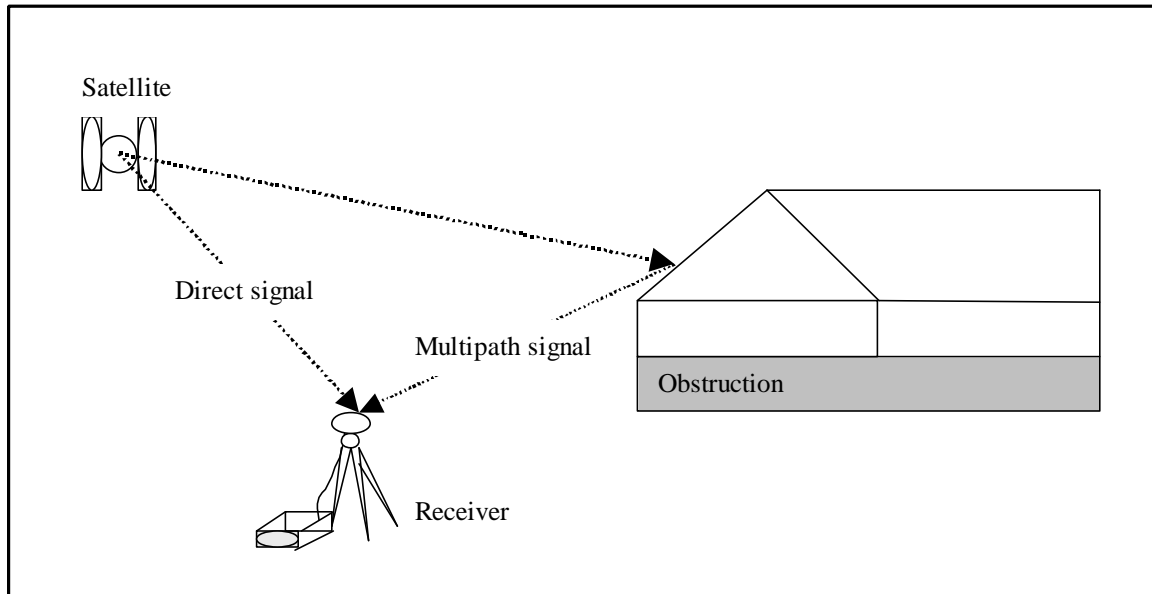 Satellite
Direct signal
Multipath signal
Obstruction
Receiver